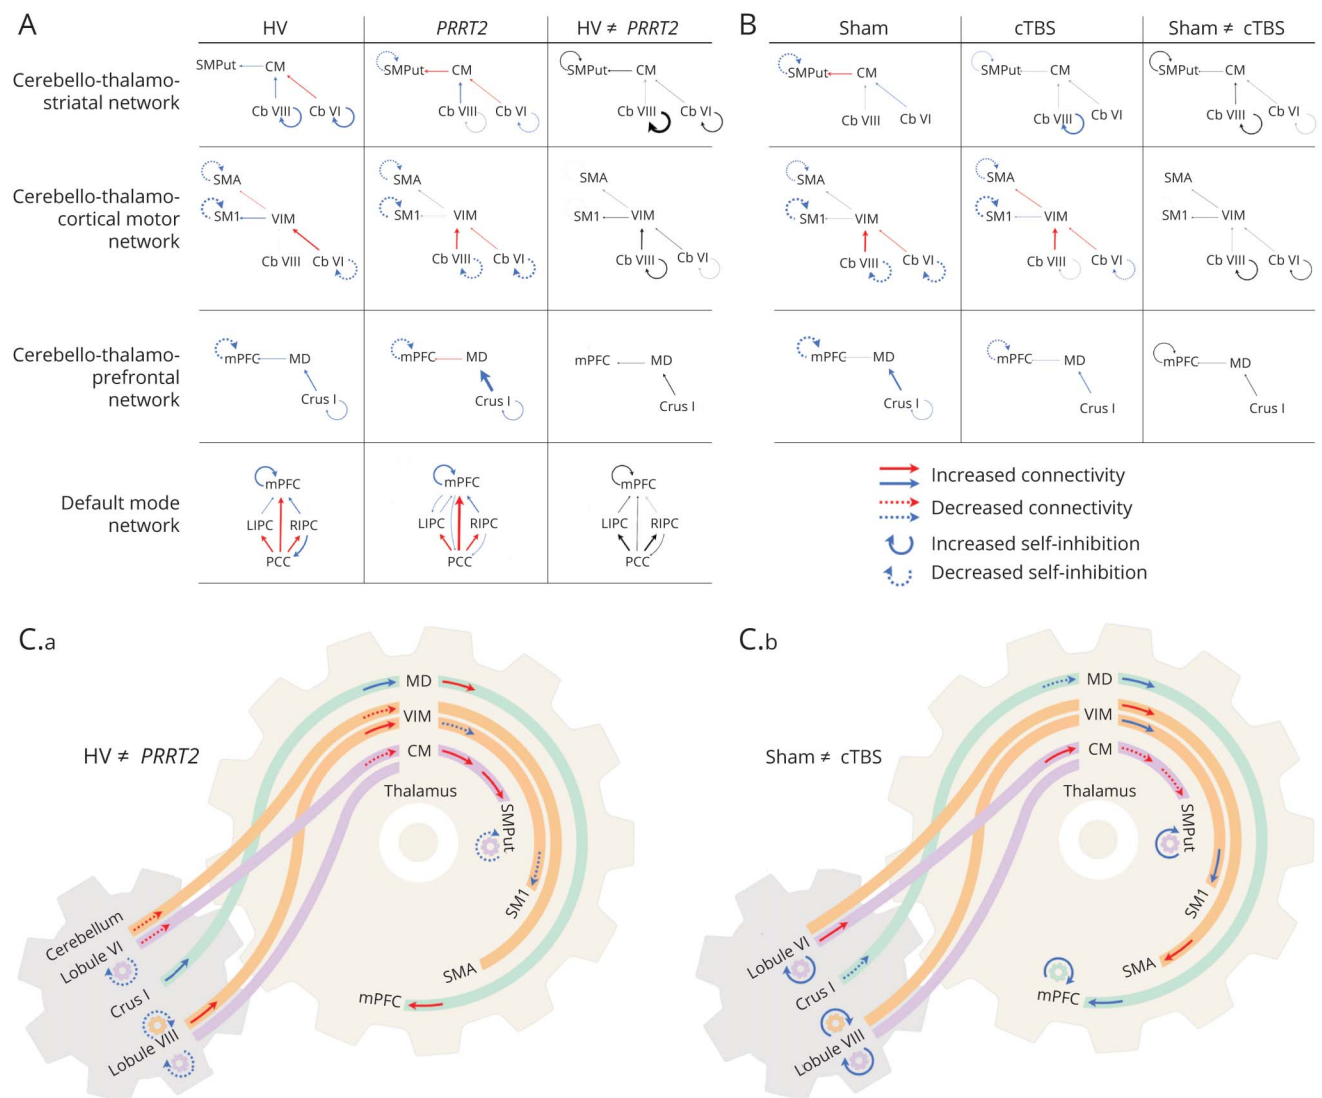 A
HV
PRRT2
HV ≠ PRRT2
Cerebello-thalamo-
striatal network
SMPut
CM
Cb VIII
Cb VI
SMPut
CM
Cb VIII
Cb VI
SMPut
CM
Cb VIII
Cb VI
Cerebello-thalamo-
cortical motor
network
SMA
SM1
VIM
Cb VIII
Cb VI
SMA
SM1
VIM
Cb VIII
Cb VI
SMA
SM1
VIM
Cb VIII
Cb VI
Cerebello-thalamo-
prefrontal
network
mPFC
MD
Crus I
mPFC
MD
Crus I
mPFC
MD
Crus I
Default mode
network
mPFC
LIPC
RIPC
PCC
mPFC
LIPC
RIPC
PCC
mPFC
LIPC
RIPC
PCC
B
Sham
cTBS
Sham ≠ cTBS
SMPut
CM
Cb VIII
Cb VI
SMPut
CM
Cb VIII
Cb VI
SMPut
CM
Cb VIII
Cb VI
SMA
SM1
VIM
Cb VIII
Cb VI
SMA
SM1
VIM
Cb VIII
Cb VI
SMA
SM1
VIM
Cb VIII
Cb VI
mPFC
MD
Crus I
mPFC
MD
Crus I
mPFC
MD
Crus I
Increased connectivity
Decreased connectivity
Increased self-inhibition
Decreased self-inhibition
C.a
HV ≠ PRRT2
MD
VIM
CM
Thalamus
SMPut
SM1
SMA
mPFC
Cerebellum
Lobule VI
Crus I
Lobule VIII
C.b
Sham ≠ cTBS
MD
VIM
CM
Thalamus
SMPut
SM1
SMA
mPFC
Lobule VI
Crus I
Lobule VIII